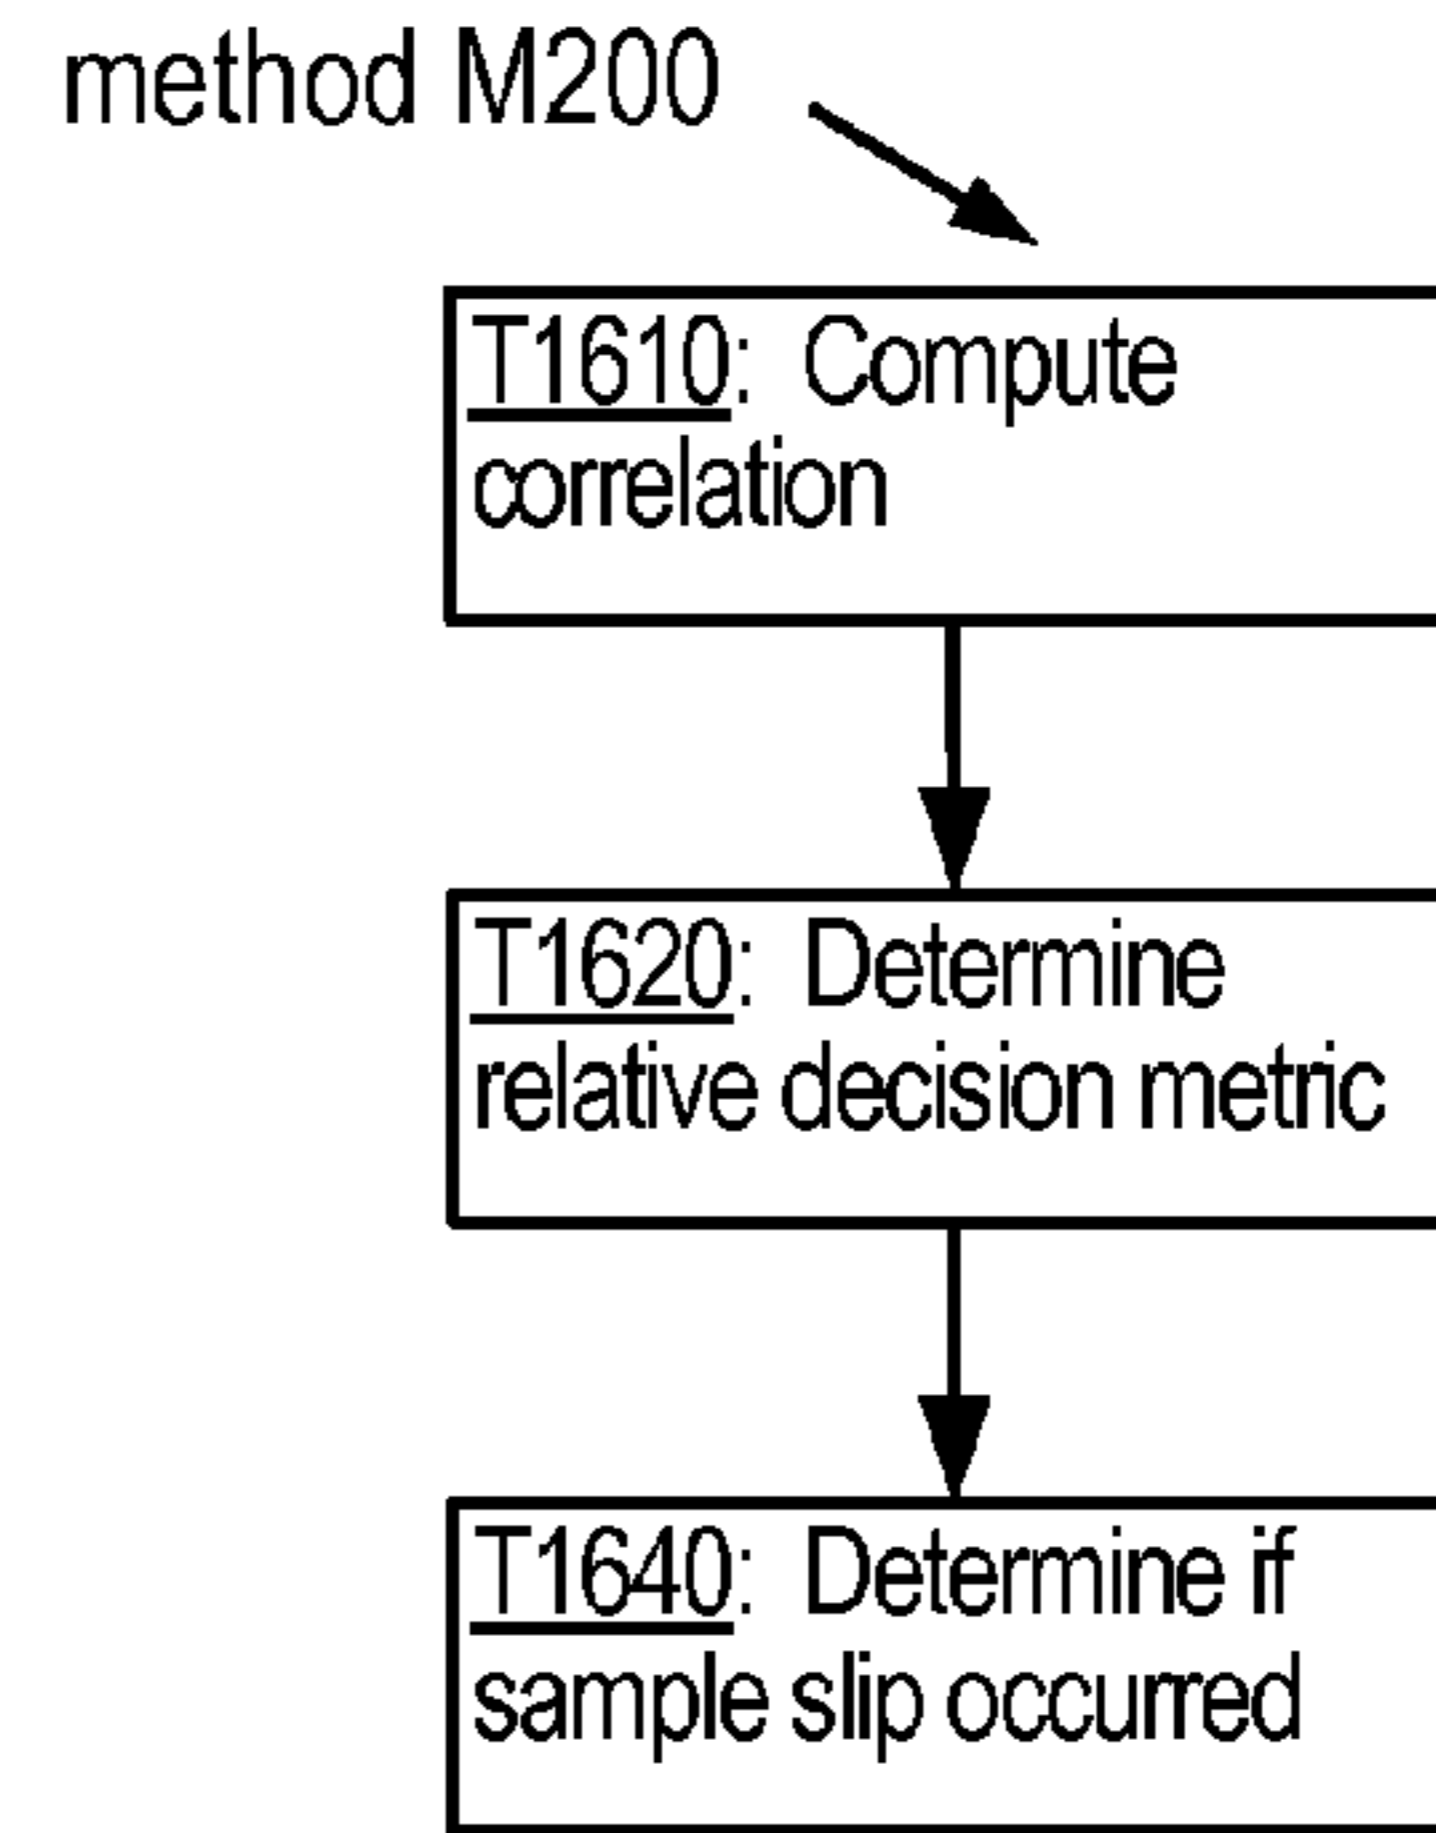 method M200
T1610: Compute
correlation
T1620: Determine
relative decision metric
T1640: Determine if
sample slip occurred